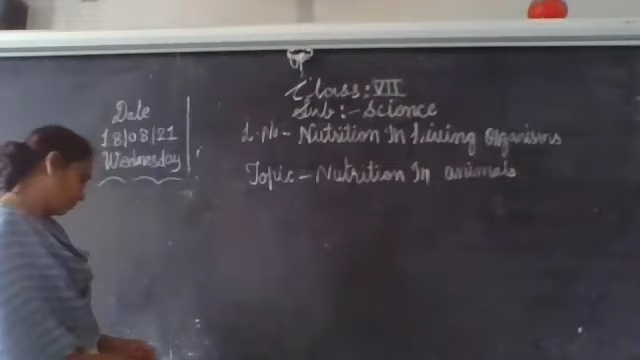 Date
18/08/21
Wednesday
Class: VII
Sub:- Science
L.No- Nutrition In Living Organisms
Topic - Nutrition In animals